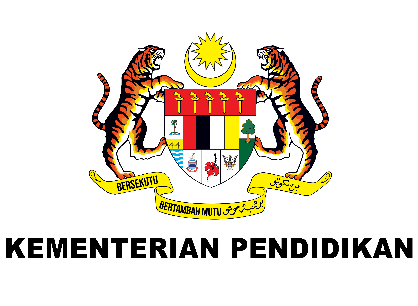 BERSEKUTU
BERTAMBAH MUTU
KEMENTERIAN PENDIDIKAN